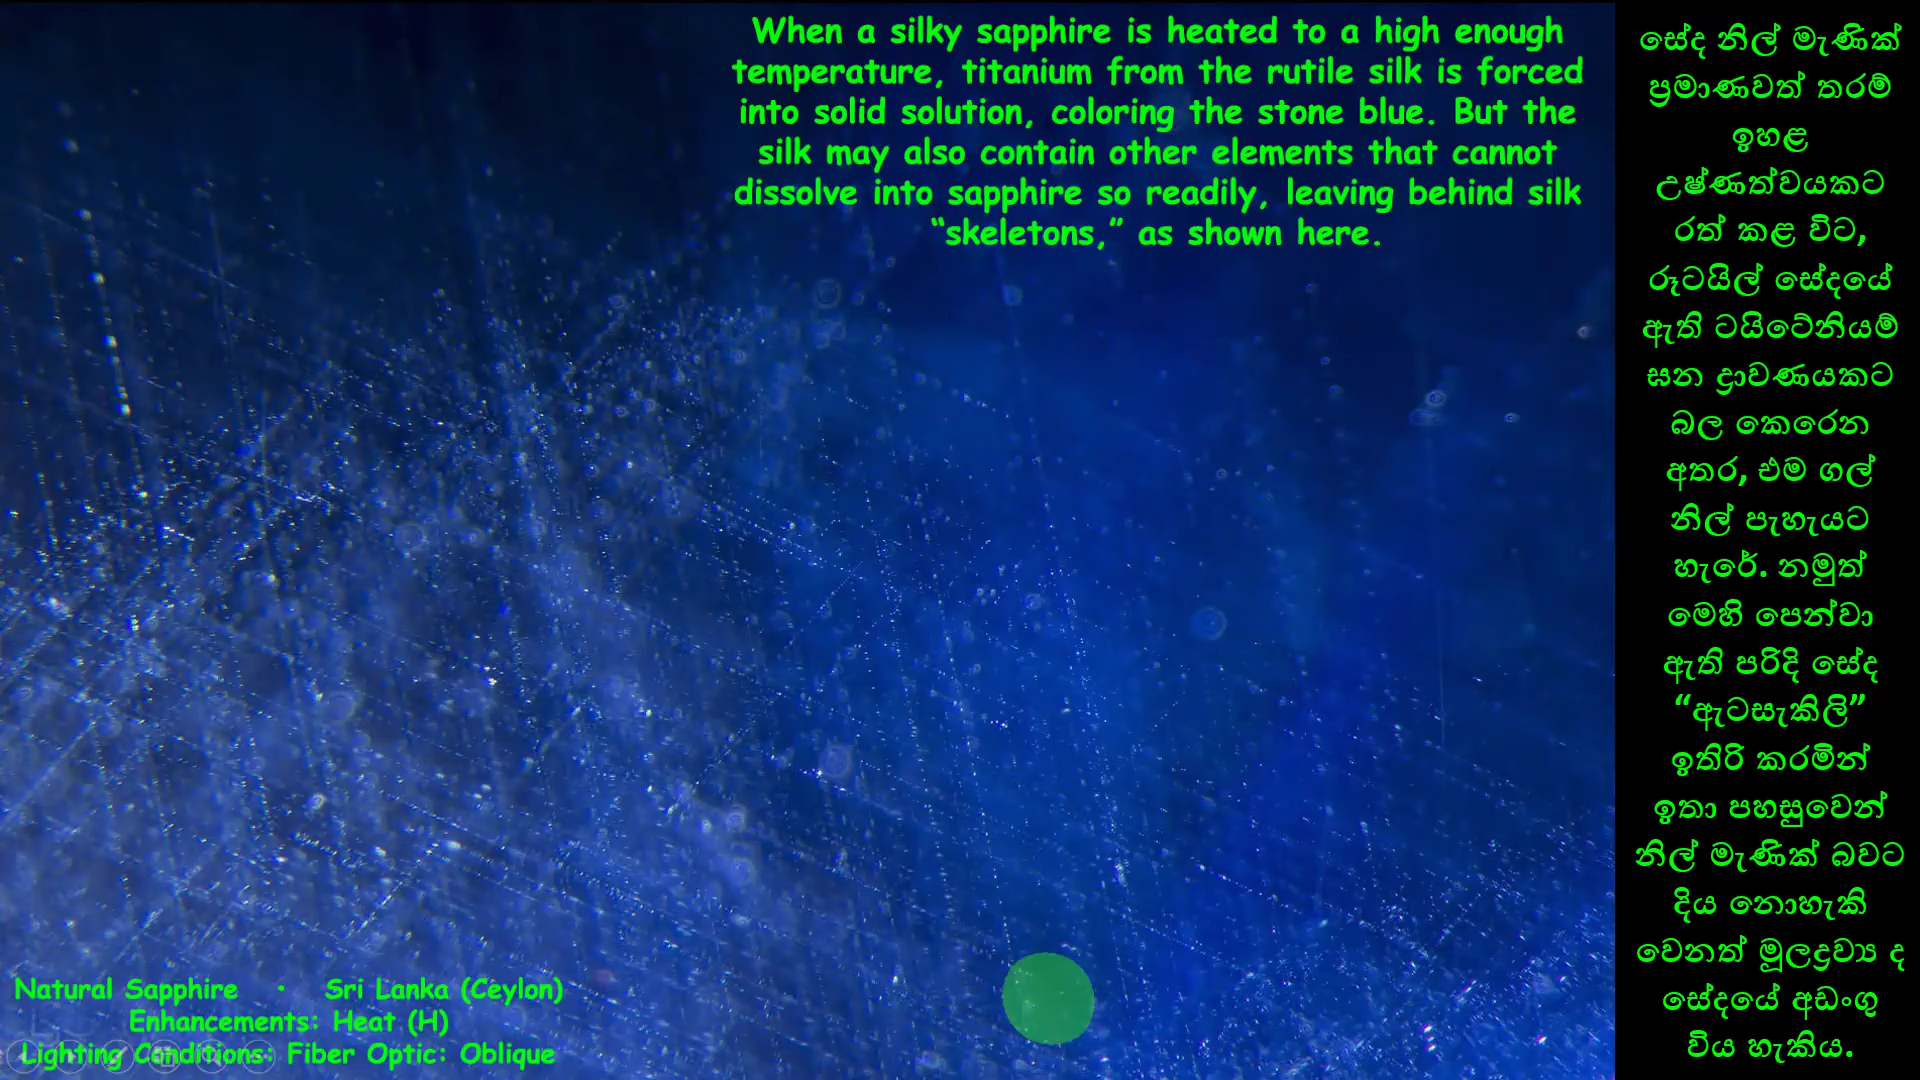 When a silky sapphire is heated to a high enough
temperature, titanium from the rutile silk is forced
into solid solution, coloring the stone blue. But the
silk may also contain other elements that cannot
dissolve into sapphire so readily, leaving behind silk
“skeletons,” as shown here.
Natural Sapphire · Sri Lanka (Ceylon)
Enhancements: Heat (H)
Lighting Conditions: Fiber Optic: Oblique
සේද නිල් මැණික්
ප්‍රමාණවත් තරම්
ඉහළ
උෂ්ණත්වයකට
රත් කළ විට,
රූටයිල් සේදයේ
ඇති ටයිටේනියම්
ඝන ද්‍රාවණයකට
බල කෙරෙන
අතර, එම ගල්
නිල් පැහැයට
හැරේ. නමුත්
මෙහි පෙන්වා
ඇති පරිදි සේද
“ඇටසැකිලි”
ඉතිරි කරමින්
ඉතා පහසුවෙන්
නිල් මැණික් බවට
දිය නොහැකි
වෙනත් මූලද්‍රව්‍ය ද
සේදයේ අඩංගු
විය හැකිය.